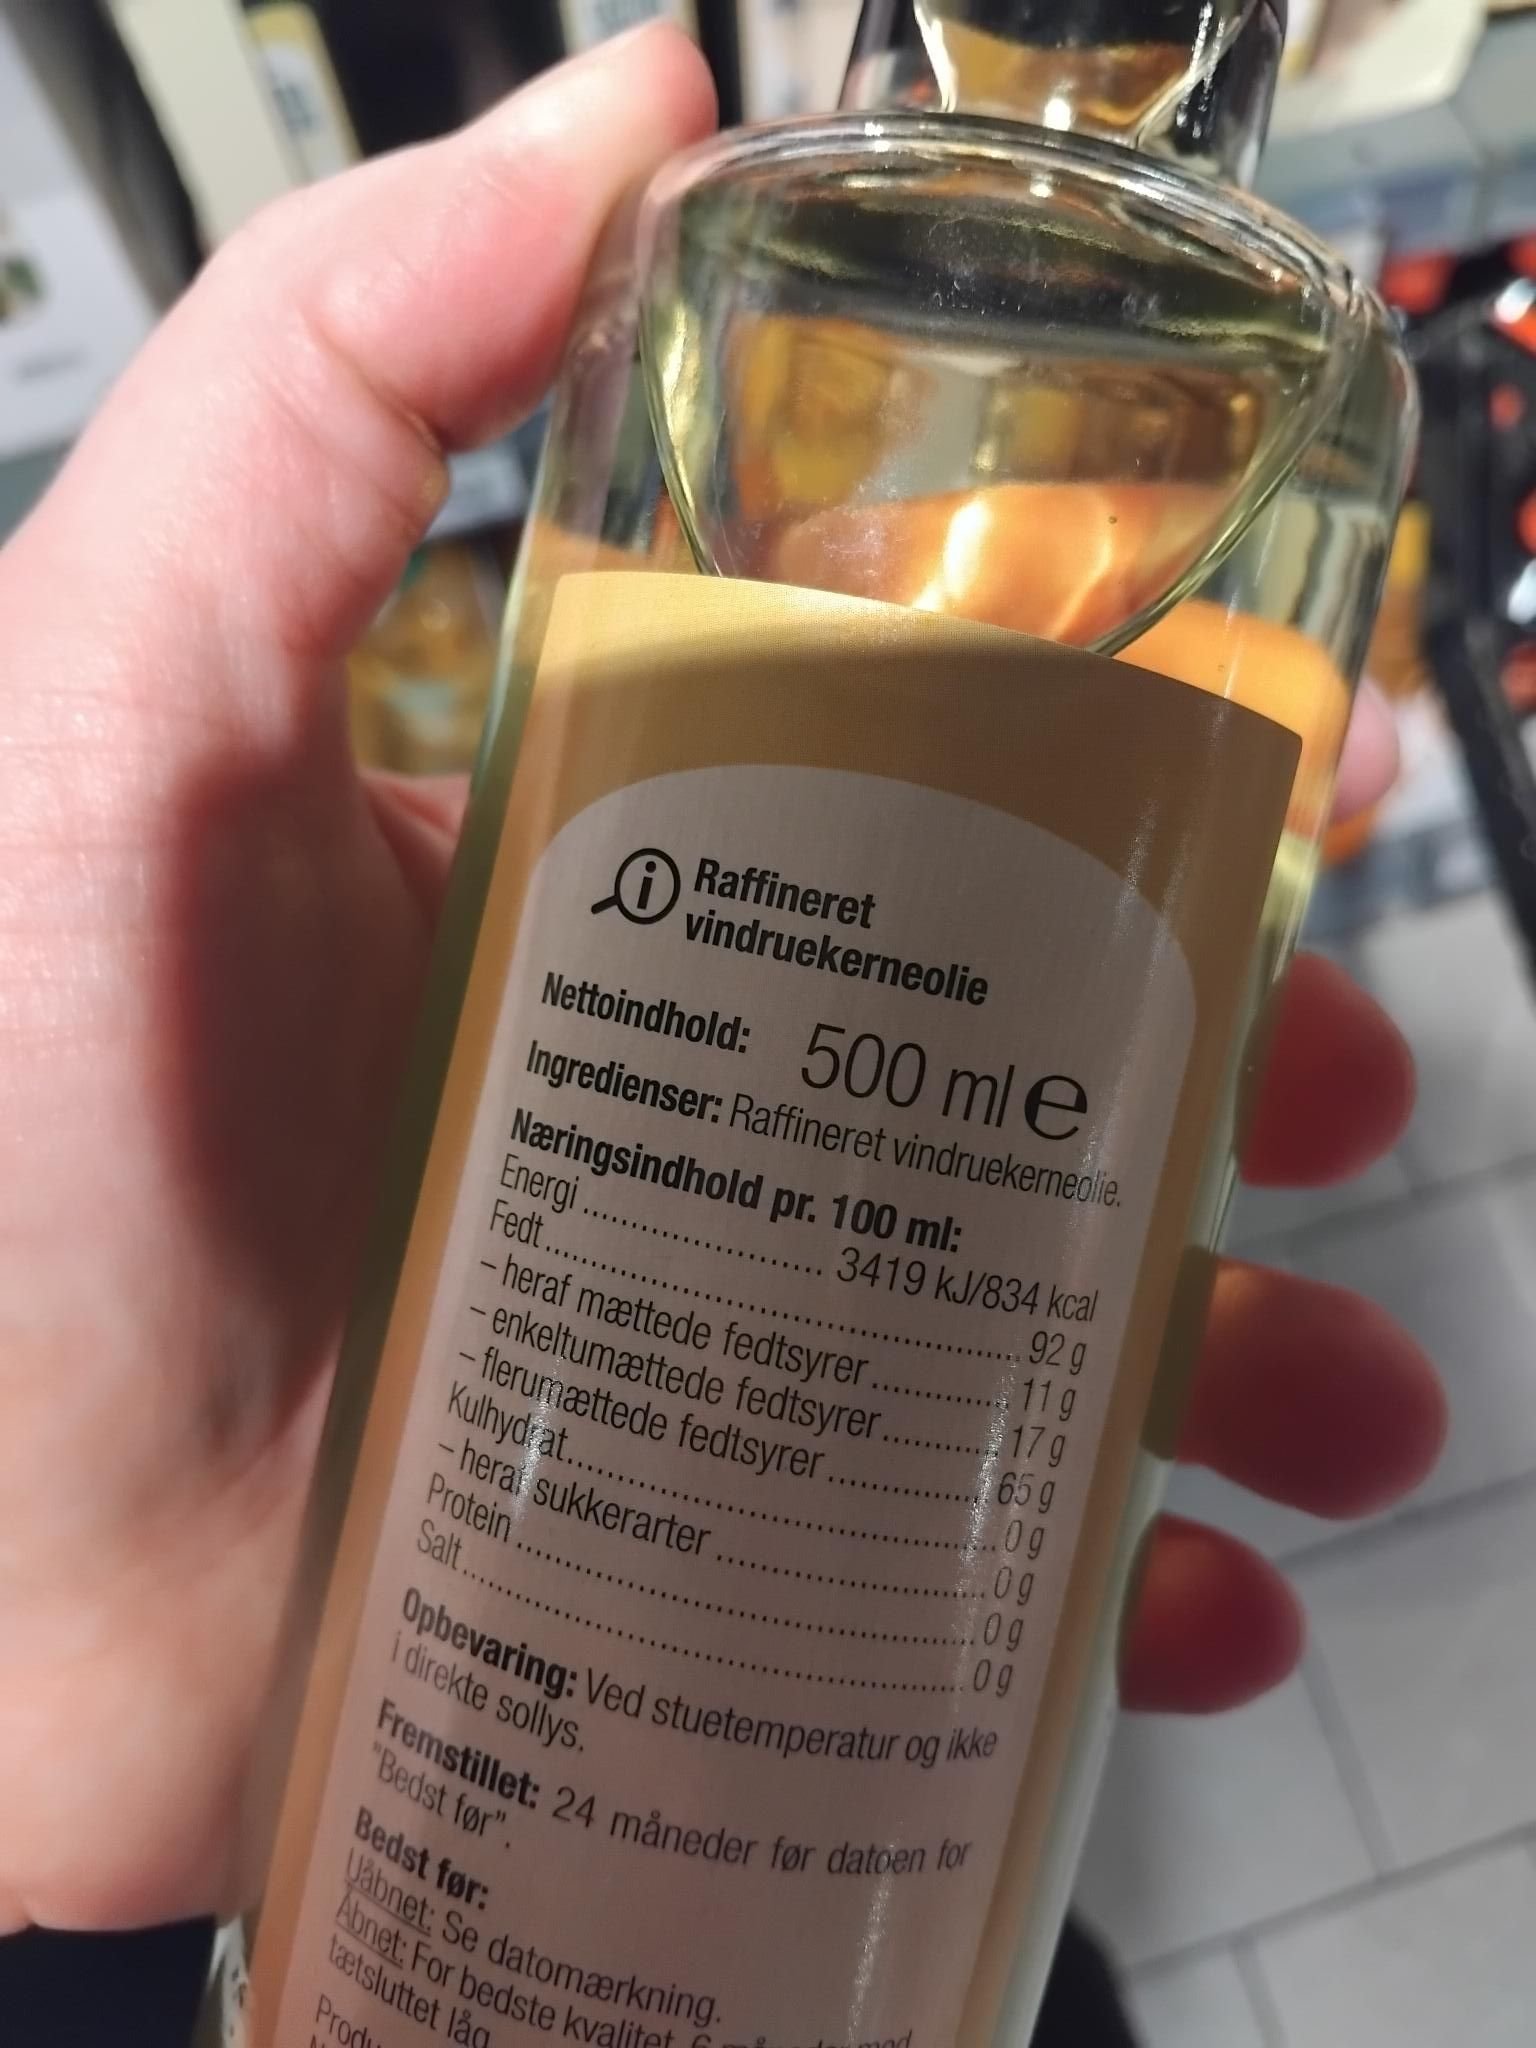 Raffineret
vindruekerneolie
Nettoindhold: 500 ml e
Ingredienser: Raffineret vindruekerneolie.
Næringsindhold pr. 100 ml:
Energi ........................ 3419 kJ/834 kcal
Fedt ........................ 92 g
– heraf mættede fedtsyrer ............ 11 g
– enkeltumættede fedtsyrer ............ 17 g
– flerumættede fedtsyrer ............ 65 g
Kulhydrat ........................ 0 g
– heraf sukkerarter ........................ 0 g
Protein ........................ 0 g
Salt ........................ 0 g
Opbevaring: Ved stuetemperatur og ikke
i direkte sollys.
Fremstillet: 24 måneder før datoen for
"Bedst før".
Bedst før:
Uåbnet: Se datomærkning.
Åbnet: For bedste kvalitet 6 måneder med
tætsluttet låg